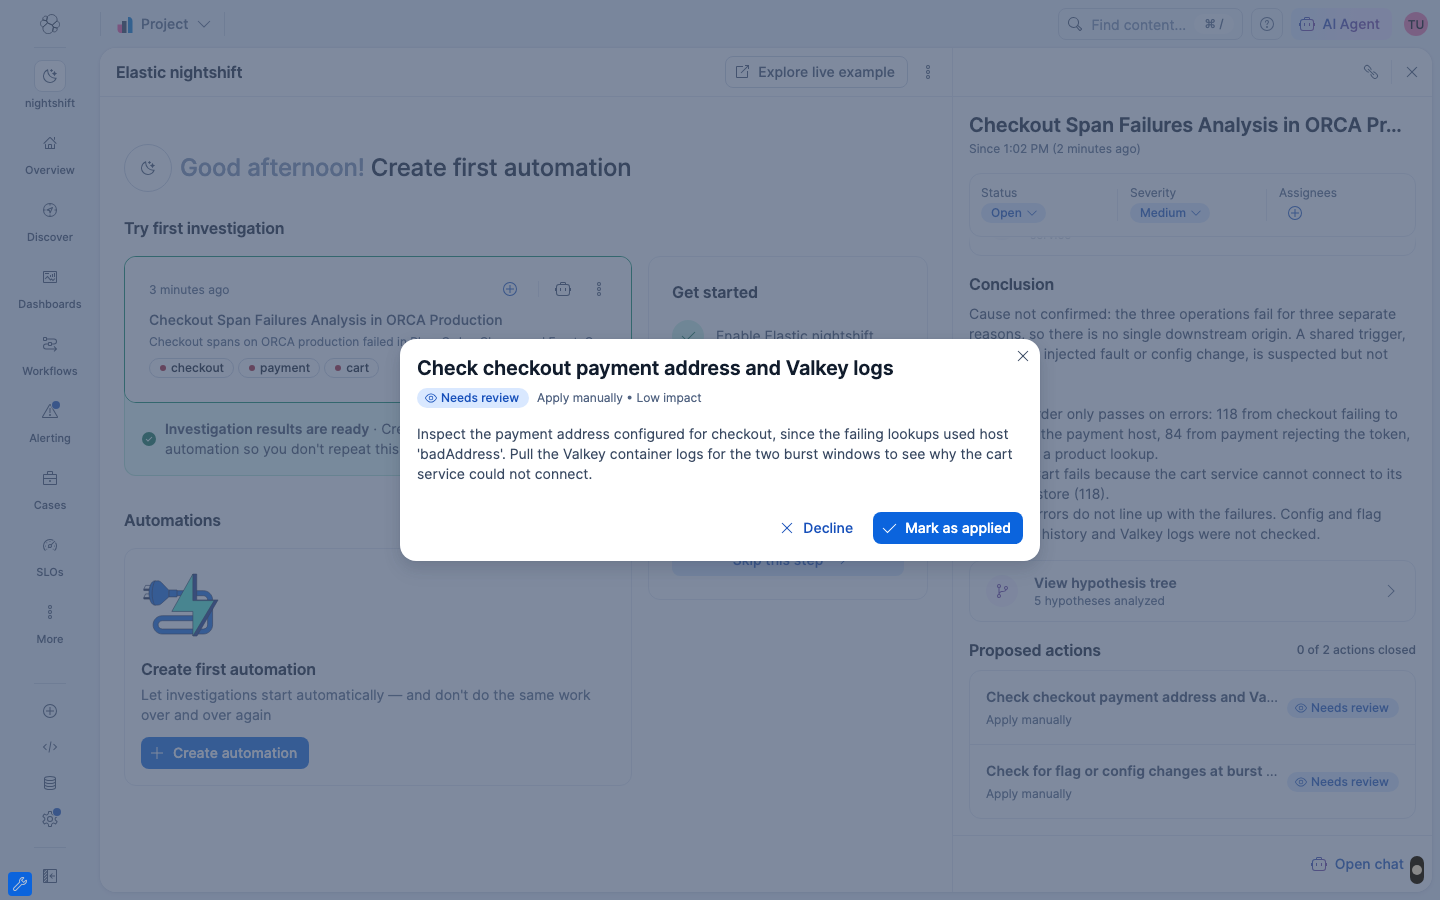 Project
Find content...
⌘ /
AI Agent
TU
nightshift
Overview
Discover
Dashboards
Workflows
Alerting
Cases
SLOs
More
Elastic nightshift
Explore live example
Good afternoon! Create first automation
Try first investigation
3 minutes ago
Checkout Span Failures Analysis in ORCA Production
Checkout spans on ORCA production failed in
checkout
payment
cart
Investigation results are ready · Cre
automation so you don't repeat this
Get started
Enable Elastic nightshift
Skip this step
Automations
Create first automation
Let investigations start automatically — and don't do the same work
over and over again
Create automation
Check checkout payment address and Valkey logs
Needs review
Apply manually • Low impact
Inspect the payment address configured for checkout, since the failing lookups used host
'badAddress'. Pull the Valkey container logs for the two burst windows to see why the cart
service could not connect.
Decline
Mark as applied
Checkout Span Failures Analysis in ORCA Pr...
Since 1:02 PM (2 minutes ago)
Status
Open
Severity
Medium
Assignees
Conclusion
Cause not confirmed: the three operations fail for three separate
reasons, so there is no single downstream origin. A shared trigger,
injected fault or config change, is suspected but not
der only passes on errors: 118 from checkout failing to
the payment host, 84 from payment rejecting the token,
a product lookup.
art fails because the cart service cannot connect to its
store (118).
rrors do not line up with the failures. Config and flag
history and Valkey logs were not checked.
View hypothesis tree
5 hypotheses analyzed
Proposed actions
0 of 2 actions closed
Check checkout payment address and Va...
Apply manually
Needs review
Check for flag or config changes at burst ...
Apply manually
Needs review
Open chat